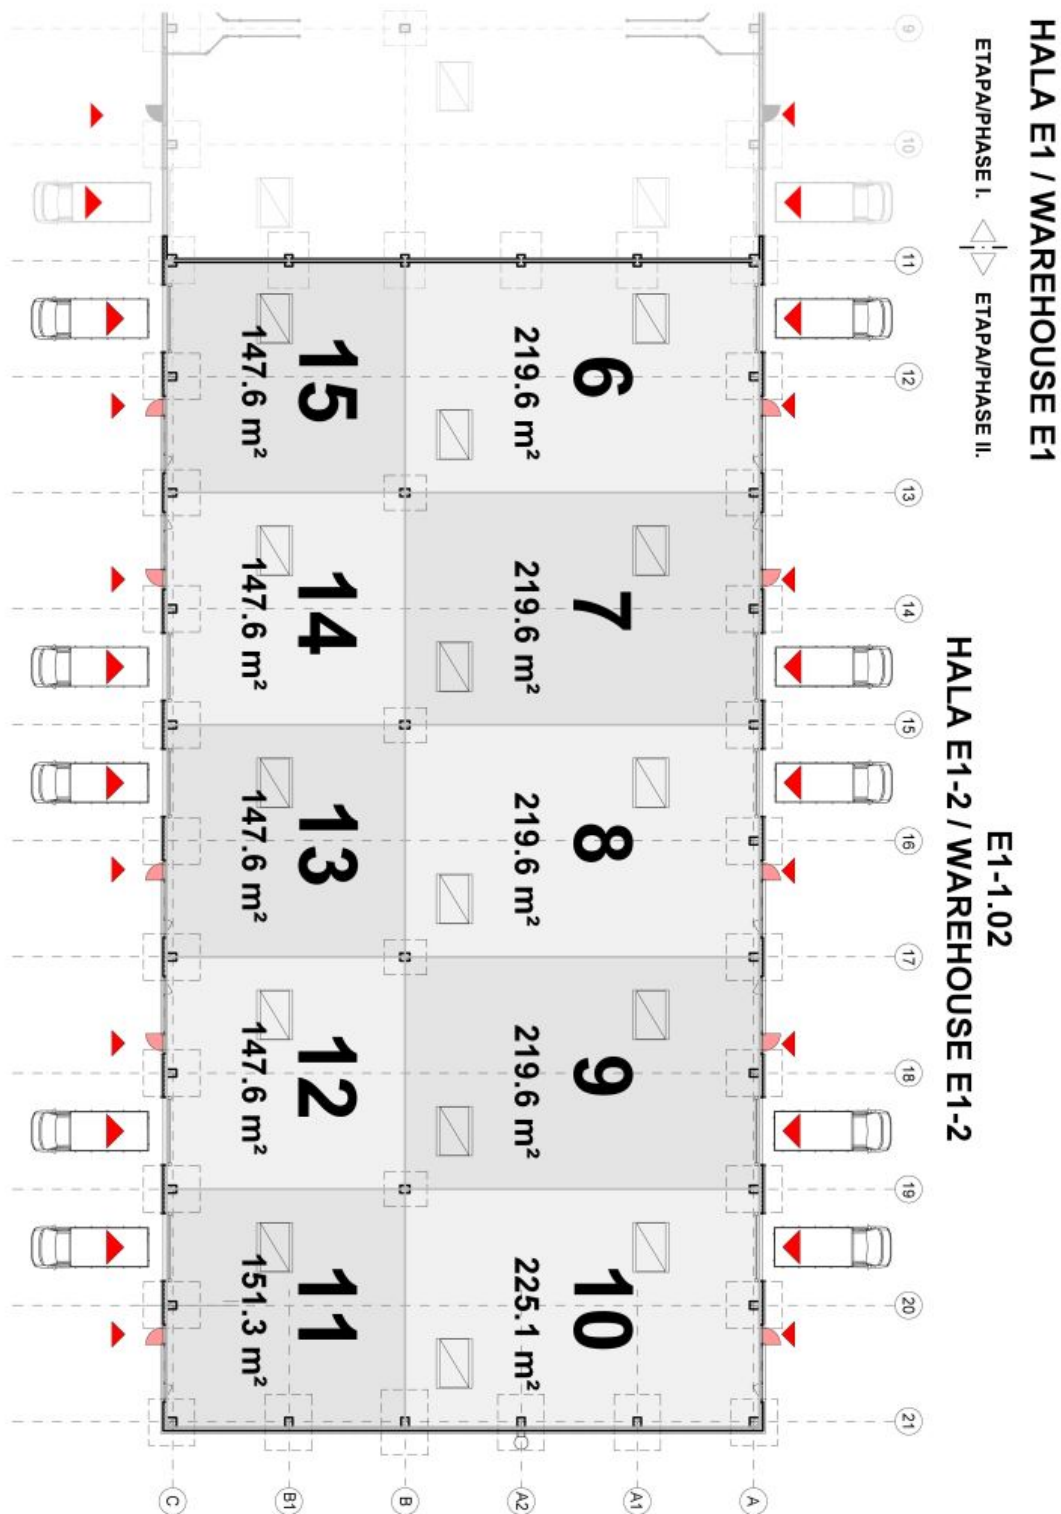 HALA E1 / WAREHOUSE E1
ETAPA/PHASE I.
ETAPA/PHASE II.
E1-1.02
HALA E1-2 / WAREHOUSE E1-2
9
10
11
12
13
14
15
16
17
18
19
20
21
6
219.6 m²
7
219.6 m²
8
219.6 m²
9
219.6 m²
10
225.1 m²
15
147.6 m²
14
147.6 m²
13
147.6 m²
12
147.6 m²
11
151.3 m²
A
A1
A2
B
B1
C